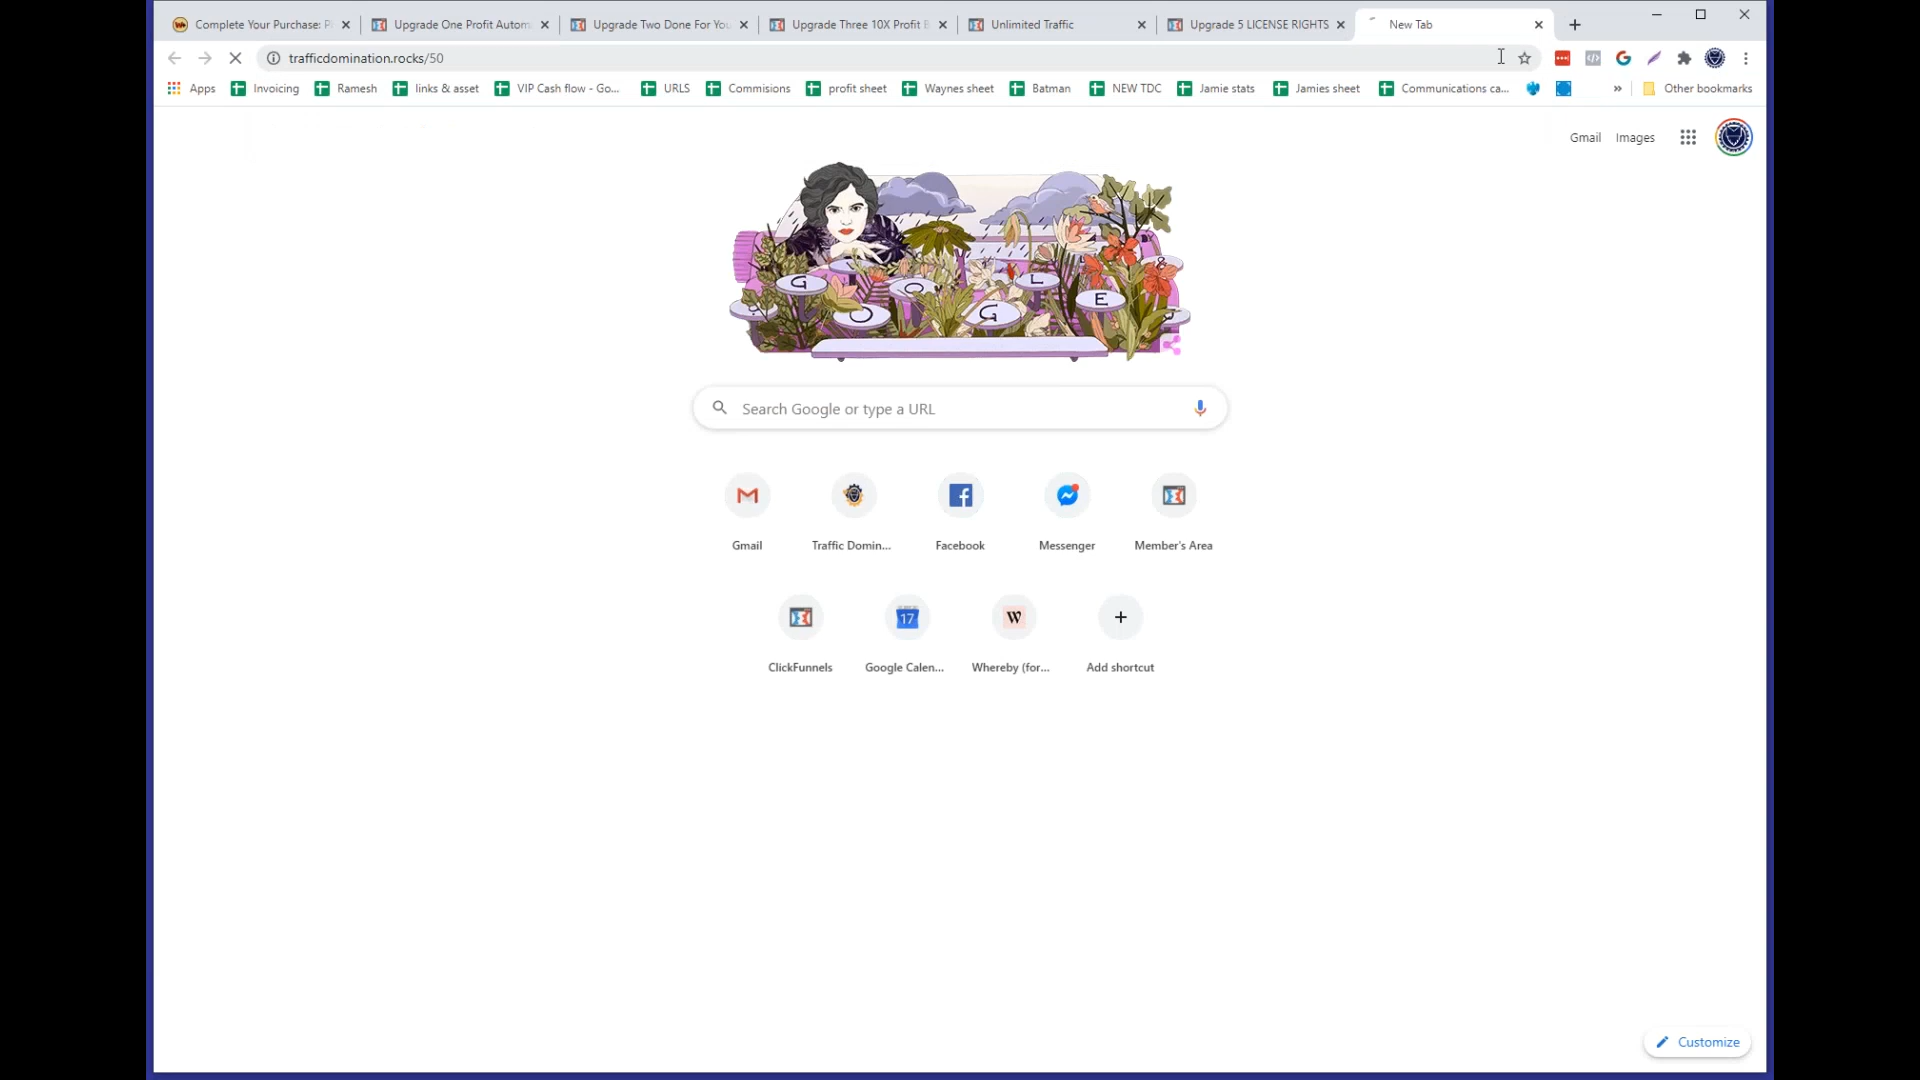 Complete Your Purchase: Pl
Upgrade One Profit Autom
Upgrade Two Done For You
Upgrade Three 10X Profit B
Unlimited Traffic
Upgrade 5 LICENSE RIGHTS
New Tab
trafficdomination.rocks/50
Apps
Invoicing
Ramesh
links & asset
VIP Cash flow - Go...
URLS
Commisions
profit sheet
Waynes sheet
Batman
NEW TDC
Jamie stats
Jamies sheet
Communications ca...
»
Other bookmarks
Gmail Images
G O O G L E
Search Google or type a URL
Gmail
Traffic Domin...
Facebook
Messenger
Member's Area
17
W
ClickFunnels
Google Calen...
Whereby (for...
Add shortcut
Customize